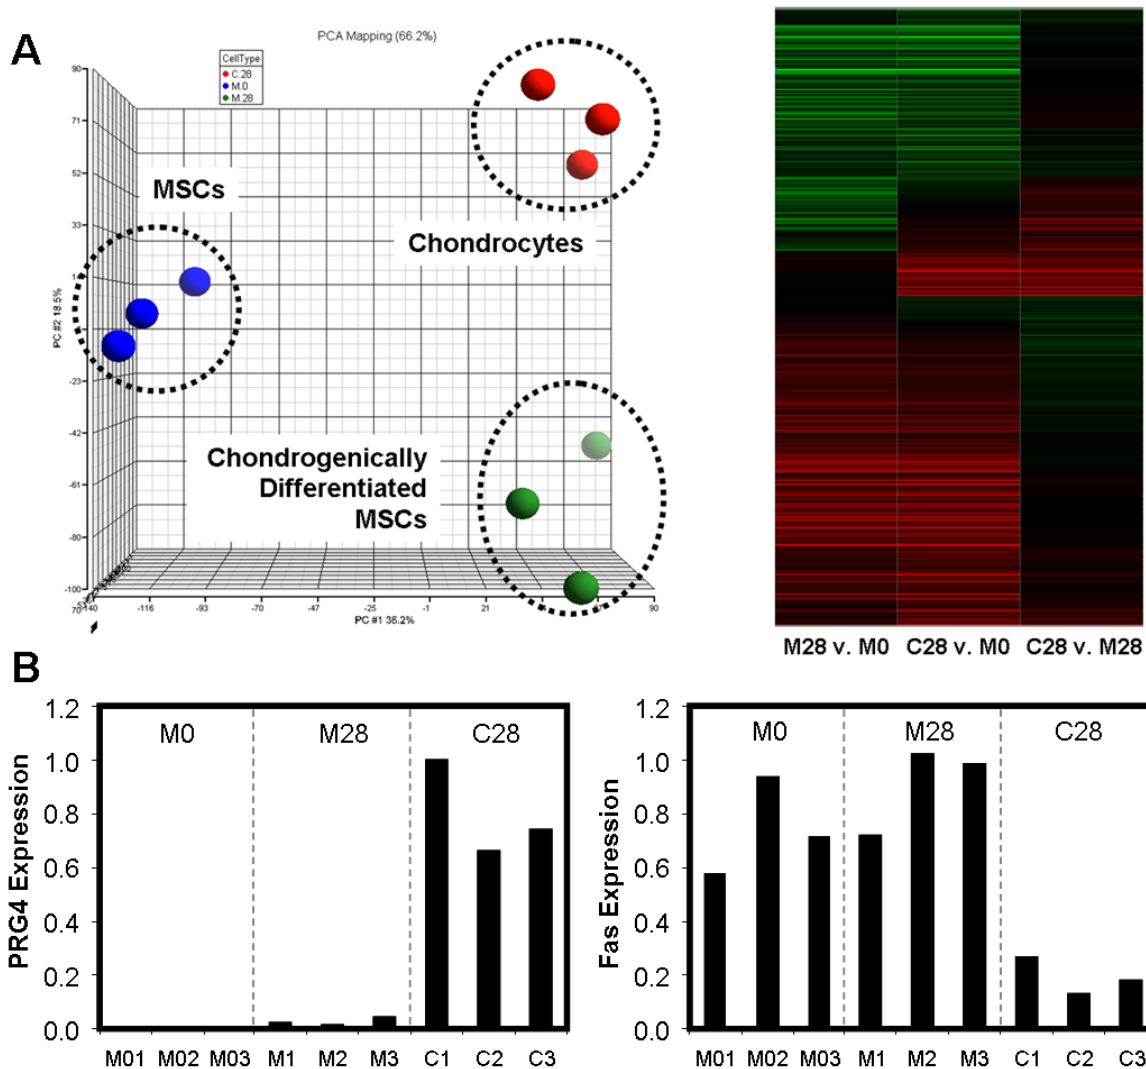 A
PCA Mapping (66.2%)
CellType
C.28
M.0
M.28
90
71
52
33
14
-23
-42
-61
-80
-100
PC #2 18.5%
MSCs
Chondrocytes
Chondrogenically
Differentiated
MSCs
-116 -93 -70 -47 -25 -1 21 44 67 90
PC #1 36.2%
M28 v. M0 C28 v. M0 C28 v. M28
B
1.2
1.0
0.8
0.6
0.4
0.2
0.0
PRG4 Expression
M0 M28 C28
M01 M02 M03 M1 M2 M3 C1 C2 C3
1.2
1.0
0.8
0.6
0.4
0.2
0.0
Fas Expression
M0 M28 C28
M01 M02 M03 M1 M2 M3 C1 C2 C3